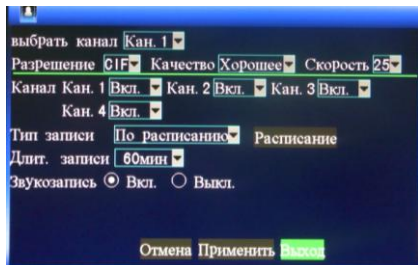 выбрать канал Кан. 1
Разрешение CIF Качество Хорошее Скорость 25
Канал Кан. 1 Вкл. Кан. 2 Вкл. Кан. 3 Вкл.
Кан. 4 Вкл.
Тип записи По расписанию Расписание
Длит. записи 60мин
Звукозапись Вкл. Выкл.
Отмена Применить Выход